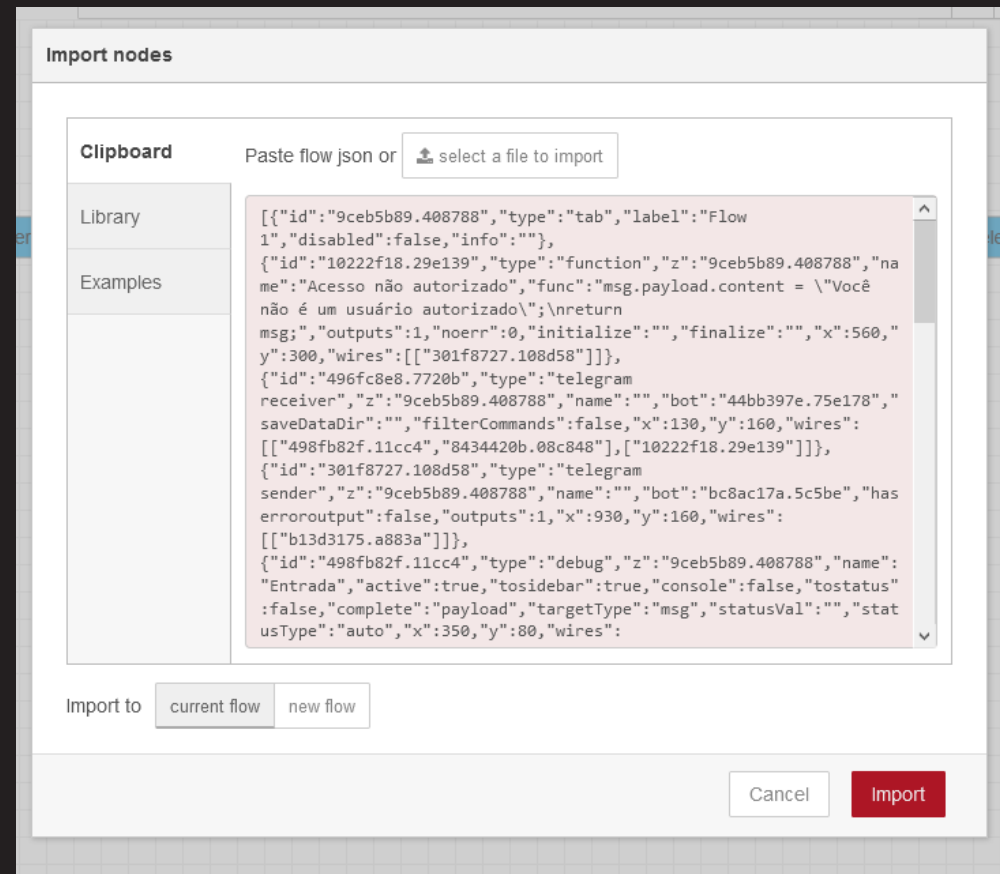 Import nodes
Clipboard
Paste flow json or
select a file to import
Library
Examples
[{"id":"9ceb5b89.408788","type":"tab","label":"Flow
1","disabled":false,"info":""},
{"id":"10222f18.29e139","type":"function","z":"9ceb5b89.408788","na
me":"Acesso não autorizado","func":"msg.payload.content = \"Você
não é um usuário autorizado\";\nreturn
msg;","outputs":1,"noerr":0,"initialize":"","finalize":"","x":560,"
y":300,"wires":[["301f8727.108d58"]]},
{"id":"496fc8e8.7720b","type":"telegram
receiver","z":"9ceb5b89.408788","name":"","bot":"44bb397e.75e178","
saveDataDir":"","filterCommands":false,"x":130,"y":160,"wires":
[["498fb82f.11cc4","8434420b.08c848"],["10222f18.29e139"]]},
{"id":"301f8727.108d58","type":"telegram
sender","z":"9ceb5b89.408788","name":"","bot":"bc8ac17a.5c5be","has
erroroutput":false,"outputs":1,"x":930,"y":160,"wires":
[["b13d3175.a883a"]]},
{"id":"498fb82f.11cc4","type":"debug","z":"9ceb5b89.408788","name":
"Entrada","active":true,"tosidebar":true,"console":false,"tostatus"
:false,"complete":"payload","targetType":"msg","statusVal":"","stat
usType":"auto","x":350,"y":80,"wires":
Import to
current flow
new flow
Cancel
Import